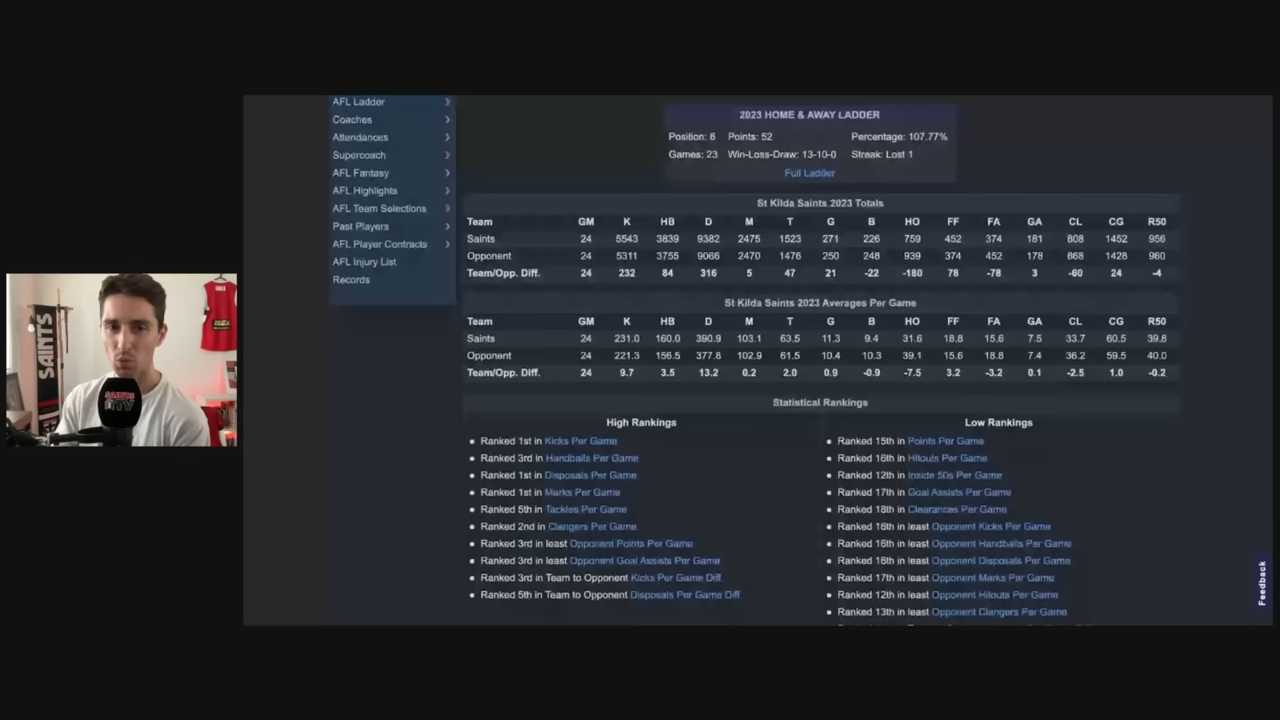 AFL Ladder
Coaches
Attendances
Supercoach
AFL Fantasy
AFL Highlights
AFL Team Selections
Past Players
AFL Player Contracts
AFL Injury List
Records
2023 HOME & AWAY LADDER
Position: 6 Points: 52 Percentage: 107.77%
Games: 23 Win-Loss-Draw: 13-10-0 Streak: Lost 1
Full Ladder
St Kilda Saints 2023 Totals
Team GM K HB D M T G B HO FF FA GA CL CG R50
Saints 24 5543 3839 9382 2475 1523 271 226 759 452 374 181 808 1452 956
Opponent 24 5311 3755 9066 2470 1476 250 248 939 374 452 178 868 1428 960
Team/Opp. Diff. 24 232 84 316 5 47 21 -22 -180 78 -78 3 -60 24 -4
St Kilda Saints 2023 Averages Per Game
Team GM K HB D M T G B HO FF FA GA CL CG R50
Saints 24 231.0 160.0 390.9 103.1 63.5 11.3 9.4 31.6 18.8 15.6 7.5 33.7 60.5 39.8
Opponent 24 221.3 156.5 377.8 102.9 61.5 10.4 10.3 39.1 15.6 18.8 7.4 36.2 59.5 40.0
Team/Opp. Diff. 24 9.7 3.5 13.2 0.2 2.0 0.9 -0.9 -7.5 3.2 -3.2 0.1 -2.5 1.0 -0.2
Statistical Rankings
High Rankings
Ranked 1st in Kicks Per Game
Ranked 3rd in Handballs Per Game
Ranked 1st in Disposals Per Game
Ranked 1st in Marks Per Game
Ranked 5th in Tackles Per Game
Ranked 2nd in Clangers Per Game
Ranked 3rd in least Opponent Points Per Game
Ranked 3rd in least Opponent Goal Assists Per Game
Ranked 3rd in Team to Opponent Kicks Per Game Diff.
Ranked 5th in Team to Opponent Disposals Per Game Diff.
Low Rankings
Ranked 15th in Points Per Game
Ranked 16th in Hitouts Per Game
Ranked 12th in Inside 50s Per Game
Ranked 17th in Goal Assists Per Game
Ranked 18th in Clearances Per Game
Ranked 16th in least Opponent Kicks Per Game
Ranked 16th in least Opponent Handballs Per Game
Ranked 16th in least Opponent Disposals Per Game
Ranked 17th in least Opponent Marks Per Game
Ranked 12th in least Opponent Hitouts Per Game
Ranked 13th in least Opponent Clangers Per Game
Feedback
SAINTS
SAINTS
TV